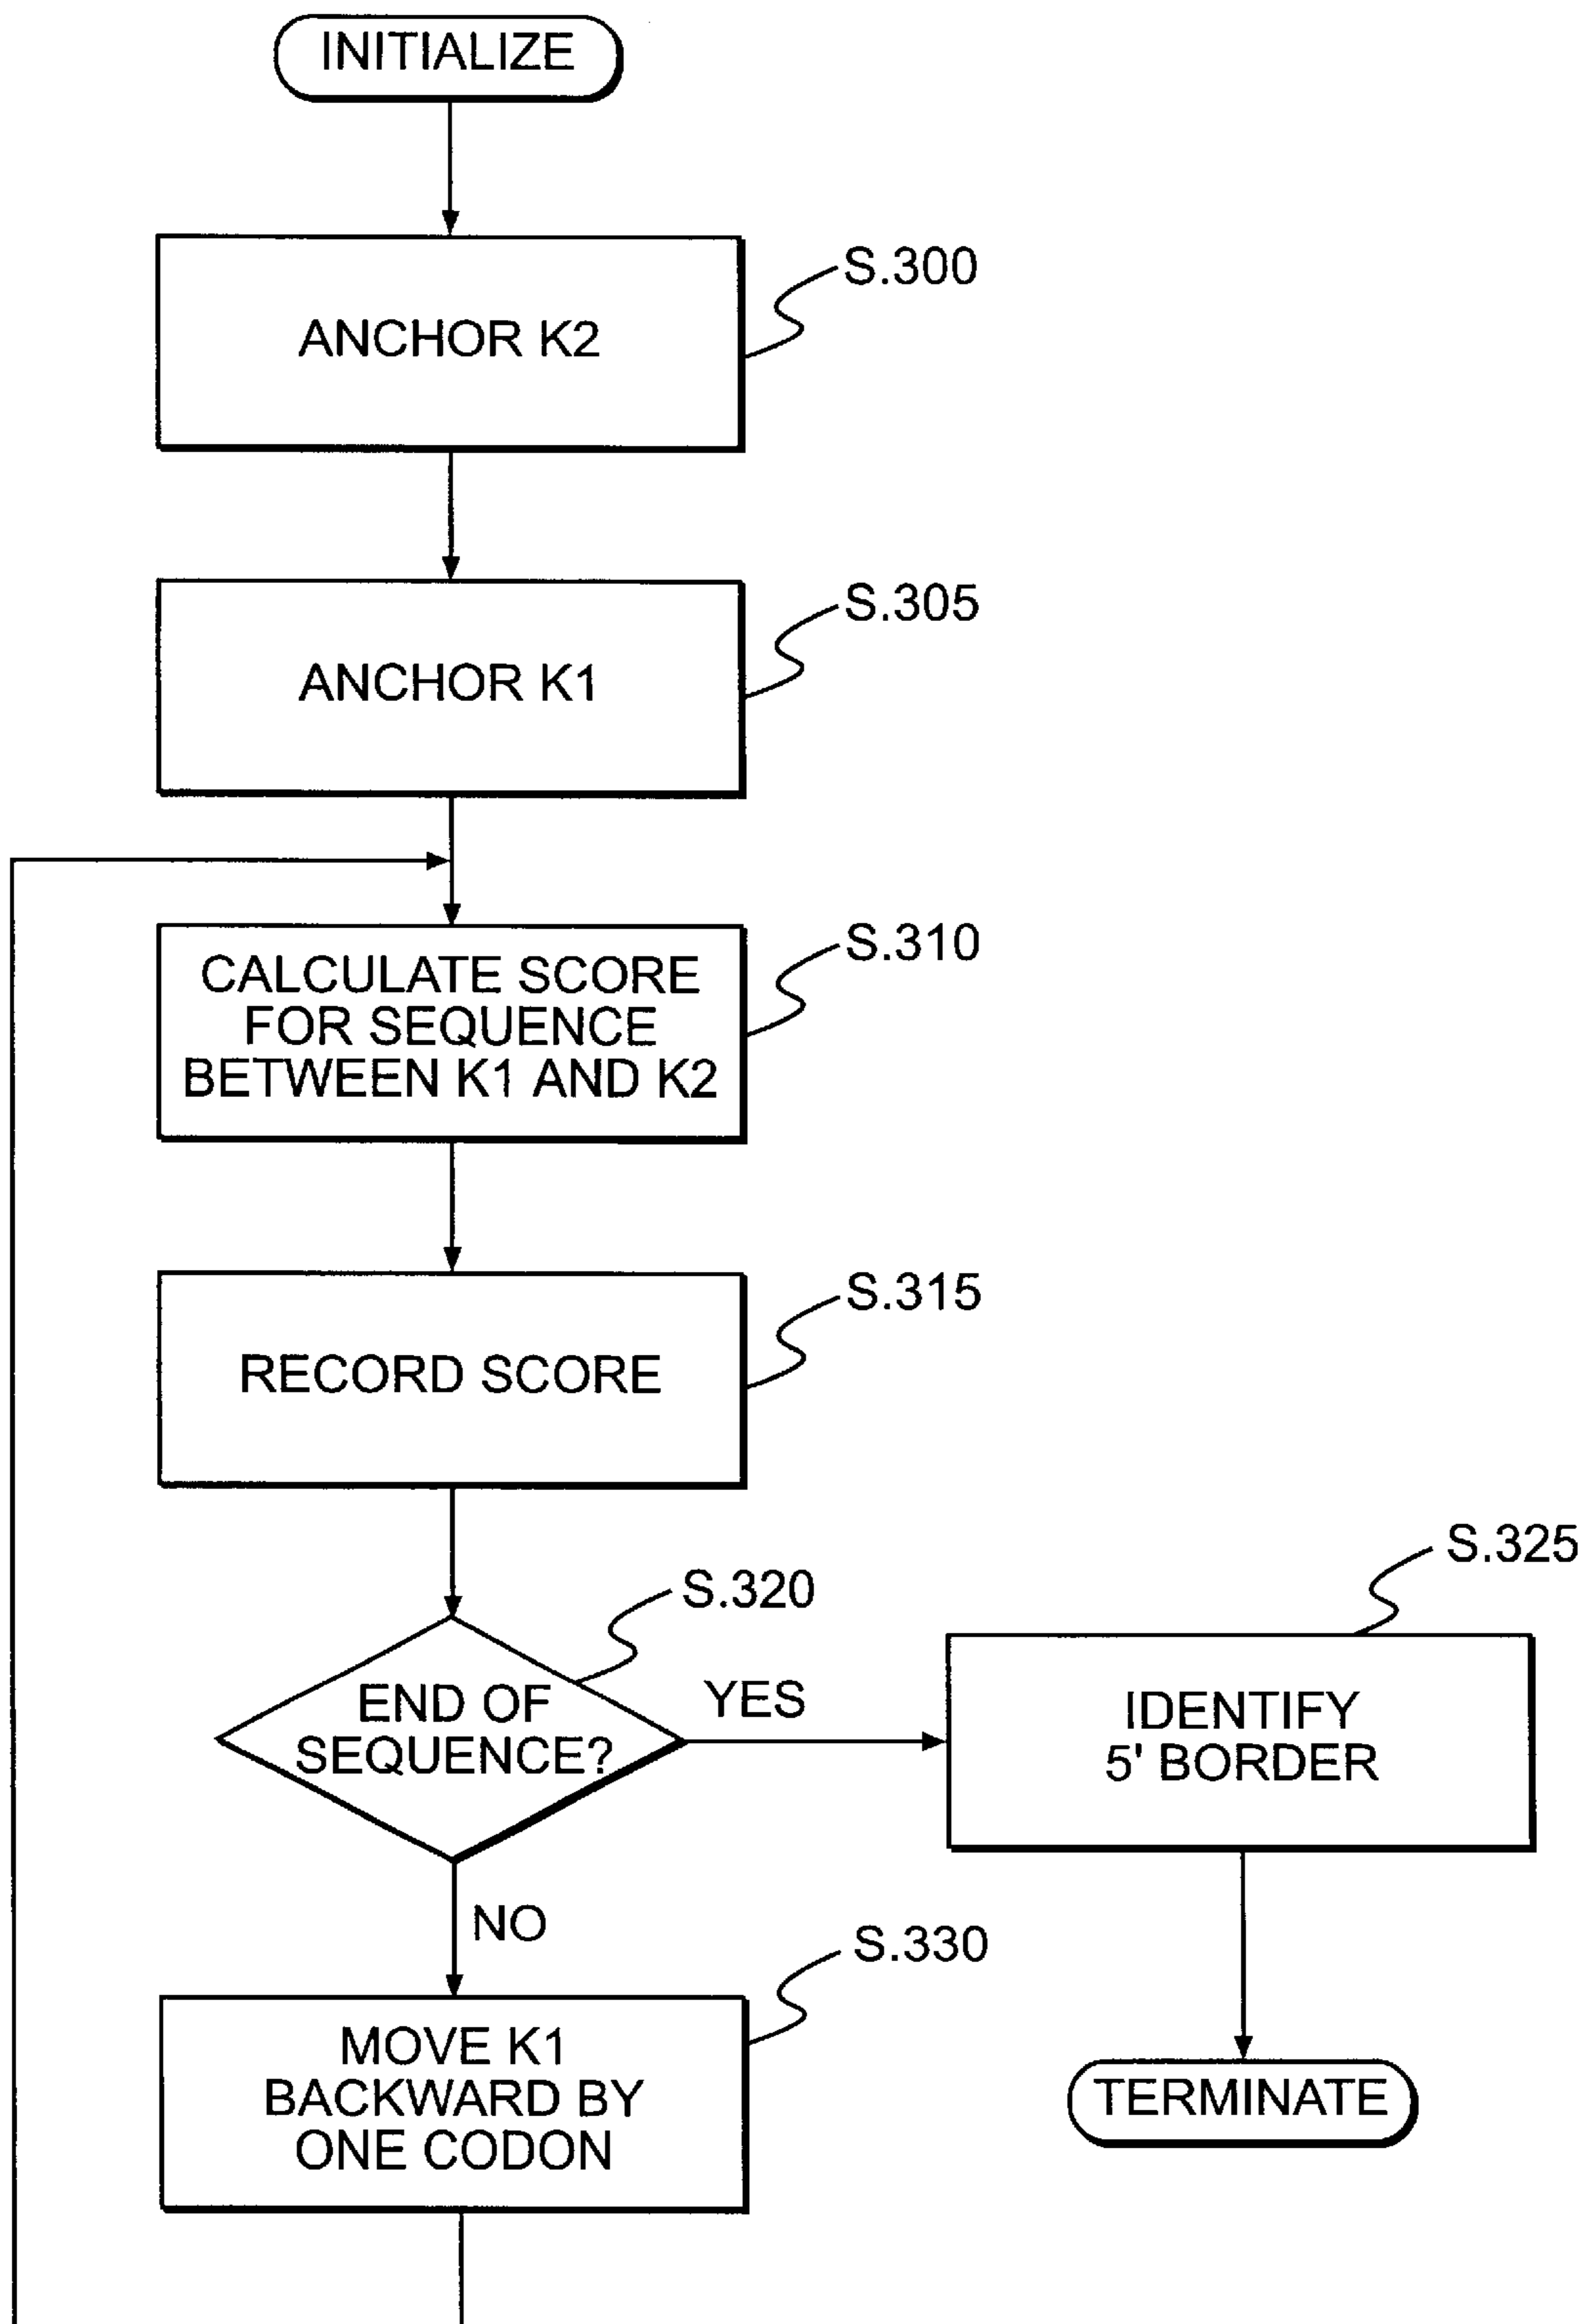 INITIALIZE
S.300
ANCHOR K2
S.305
ANCHOR K1
S.310
CALCULATE SCORE
FOR SEQUENCE
BETWEEN K1 AND K2
S.315
RECORD SCORE
S.320
END OF
SEQUENCE?
YES
S.325
IDENTIFY
5' BORDER
NO
S.330
MOVE K1
BACKWARD BY
ONE CODON
TERMINATE